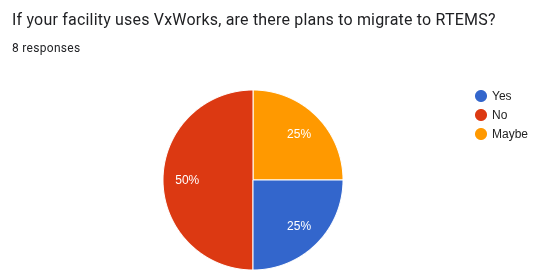 If your facility uses VxWorks, are there plans to migrate to RTEMS?
8 responses
Yes
No
Maybe
25%
50%
25%